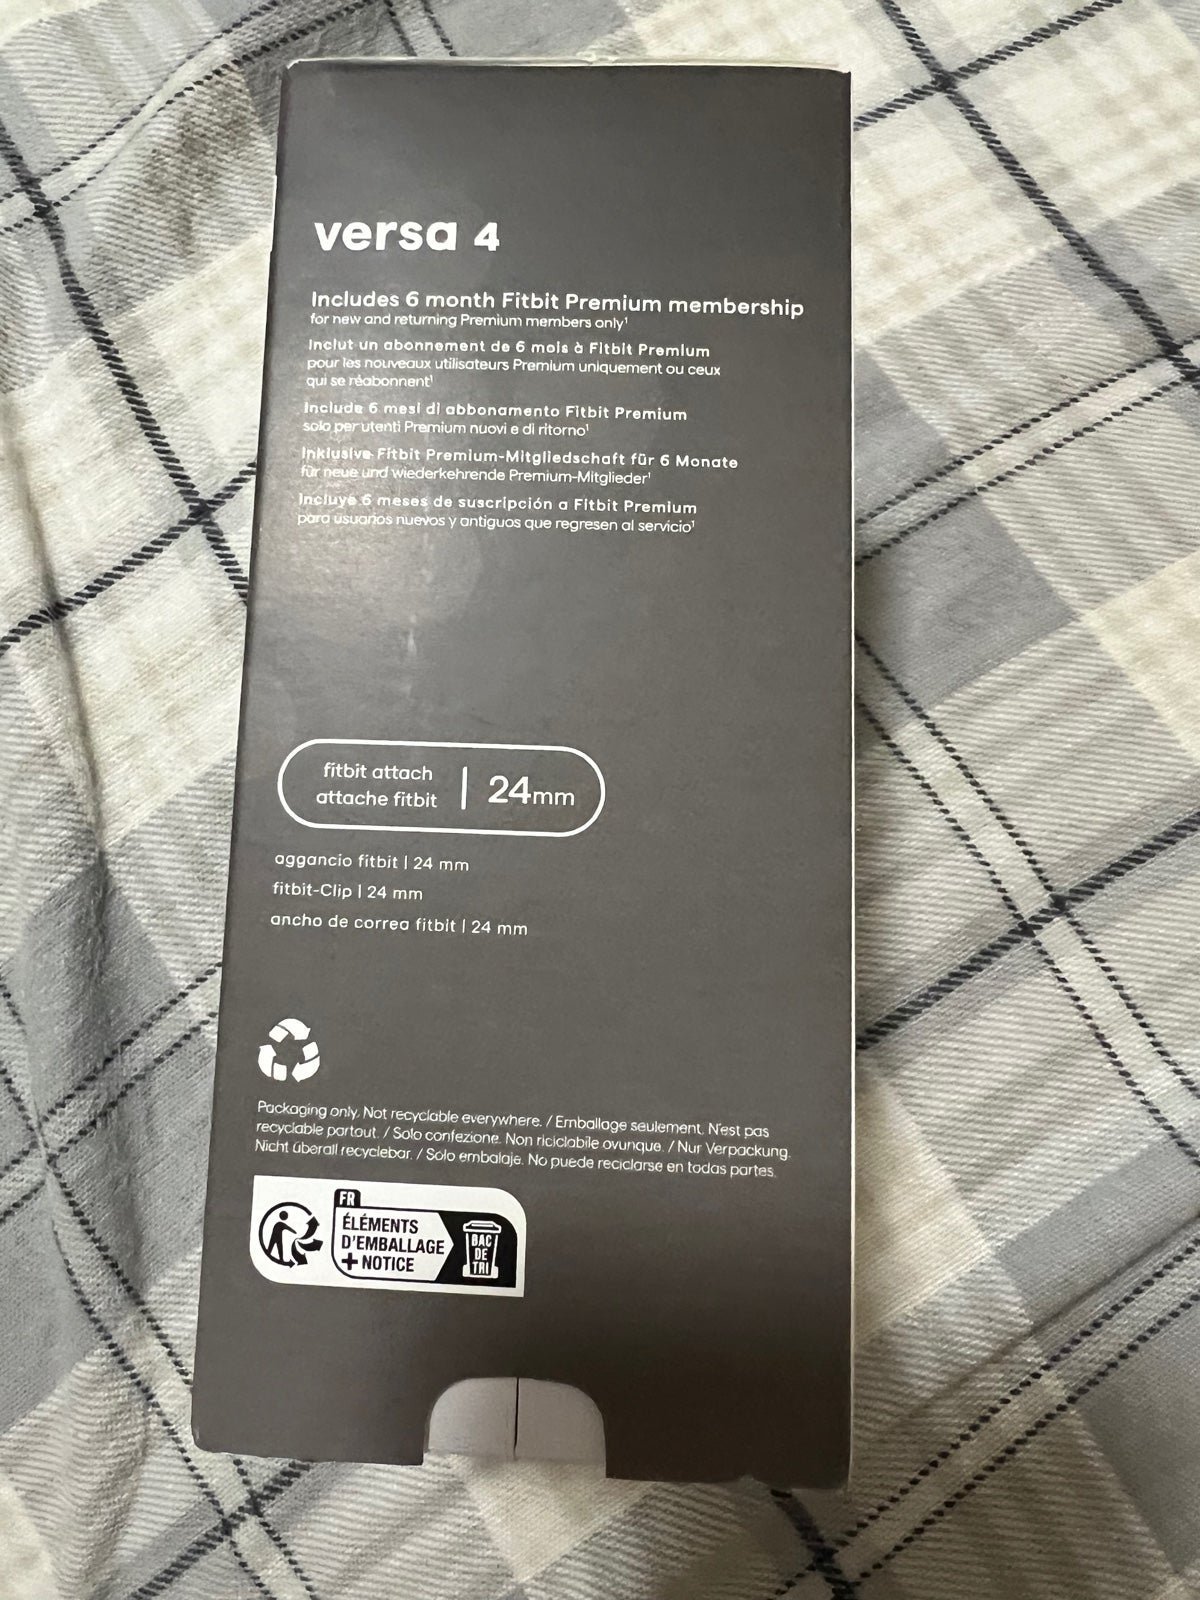 versa 4
Includes 6 month Fitbit Premium membership
for new and returning Premium members only¹
Inclut un abonnement de 6 mois à Fitbit Premium
pour les nouveaux utilisateurs Premium uniquement ou ceux
qui se réabonnent¹
Include 6 mesi di abbonamento Fitbit Premium
solo per utenti Premium nuovi e di ritorno¹
Inklusive Fitbit Premium-Mitgliedschaft für 6 Monate
für neue und wiederkehrende Premium-Mitglieder¹
Incluye 6 meses de suscripción a Fitbit Premium
para usuarios nuevos y antiguos que regresen al servicio¹
fitbit attach
attache fitbit | 24mm
aggancio fitbit | 24 mm
fitbit-Clip | 24 mm
ancho de correa fitbit | 24 mm
Packaging only. Not recyclable everywhere. / Emballage seulement. N'est pas
recyclable partout. / Solo confezione. Non riciclabile ovunque. / Nur Verpackung.
Nicht überall recyclebar. / Sólo embalaje. No puede reciclarse en todas partes.
FR
ÉLÉMENTS
D'EMBALLAGE
+ NOTICE
BAC
DE
TRI